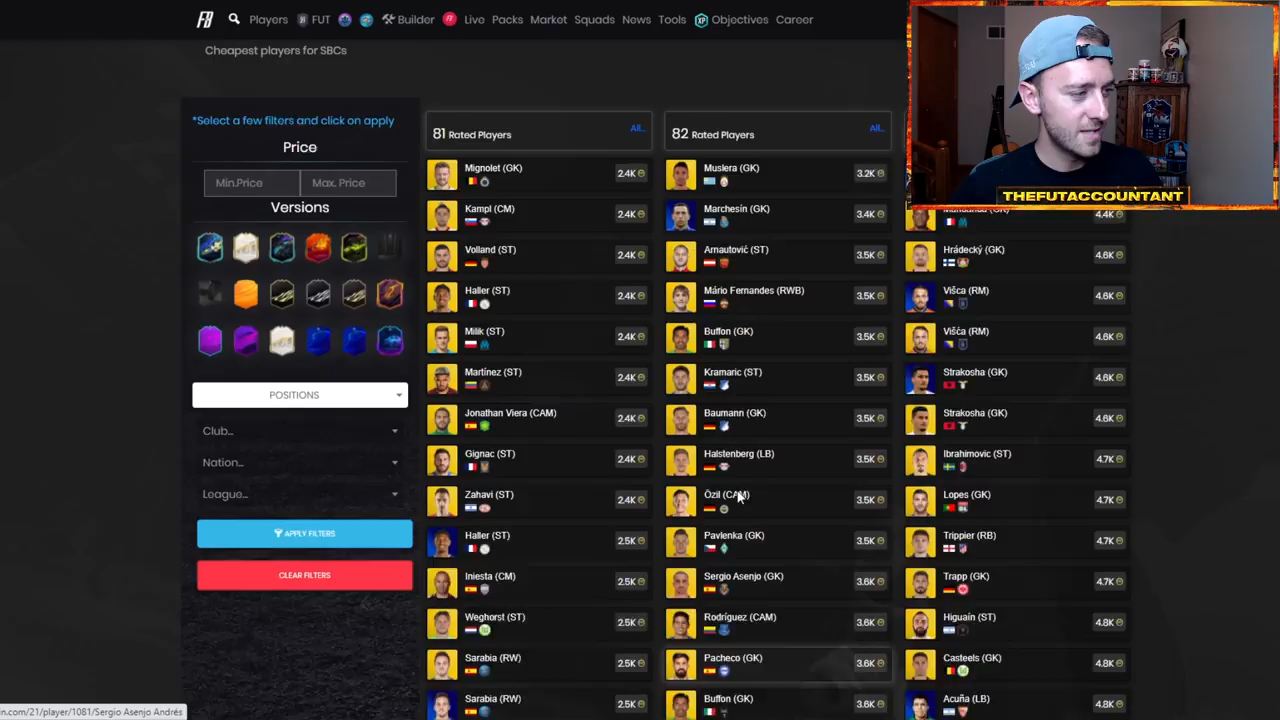 F8 Players FUT Builder Live Packs Market Squads News Tools XP Objectives Career
Cheapest players for SBCs
THEFUTACCOUNTANT
*Select a few filters and click on apply
Price
Min.Price
Max. Price
Versions
POSITIONS
Club...
Nation...
League...
APPLY FILTERS
CLEAR FILTERS
81 Rated Players All..
Mignolet (GK) 2.4K
(CM) 2.4K
Volland (ST) 2.4K
Haller (ST) 2.4K
Milik (ST) 2.4K
Martínez (ST) 2.4K
Jonathan Viera (CAM) 2.4K
Gignac (ST) 2.4K
Zahavi (ST) 2.4K
Haller (ST) 2.5K
Iniesta (CM) 2.5K
Weghorst (ST) 2.5K
Sarabia (RW) 2.5K
Sarabia (RW) 2.5K
82 Rated Players All..
Muslera (GK) 3.2K
Marchesín (GK) 3.4K
Arnautović (ST) 3.5K
Mário Fernandes (RWB) 3.5K
Buffon (GK) 3.5K
Kramaric (ST) 3.5K
Baumann (GK) 3.5K
Halstenberg (LB) 3.5K
Özil (CAM) 3.5K
Pavlenka (GK) 3.5K
Sergio Asenjo (GK) 3.6K
Rodríguez (CAM) 3.6K
Pacheco (GK) 3.6K
Buffon (GK) 3.6K
4.4K
Hrádecký (GK) 4.6K
Višca (RM) 4.6K
Višća (RM) 4.6K
Strakosha (GK) 4.6K
Strakosha (GK) 4.6K
Ibrahimovic (ST) 4.7K
Lopes (GK) 4.7K
Trippier (RB) 4.7K
Trapp (GK) 4.7K
Higuaín (ST) 4.8K
Casteels (GK) 4.8K
Acuña (LB) 4.8K
n.com/21/player/1081/Sergio Asenjo Andrés